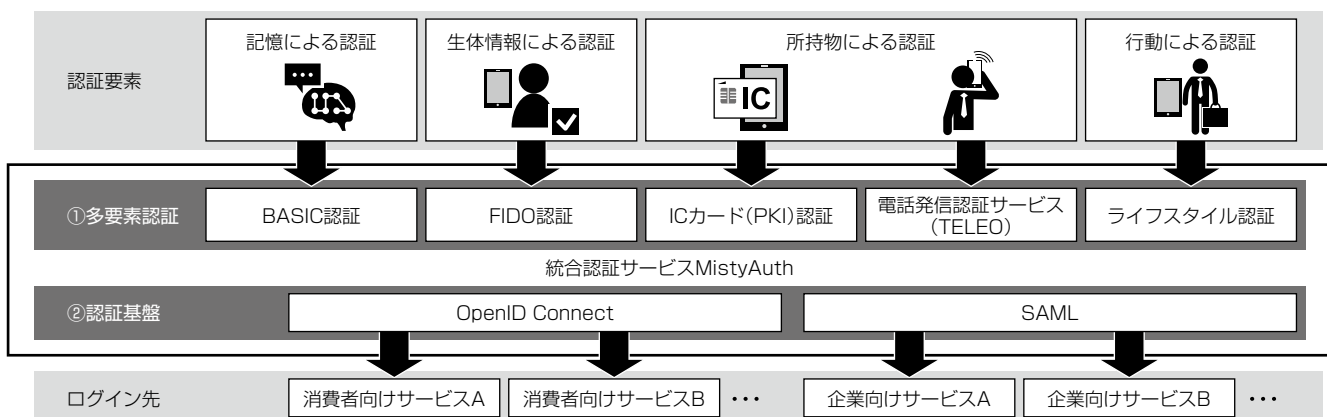 認証要素
記憶による認証
生体情報による認証
所持物による認証
行動による認証
IC
①多要素認証
BASIC認証
FIDO認証
ICカード(PKI)認証
電話発信認証サービス
(TELEO)
ライフスタイル認証
統合認証サービスMistyAuth
②認証基盤
OpenID Connect
SAML
ログイン先
消費者向けサービスA
消費者向けサービスB
･･･
企業向けサービスA
企業向けサービスB
･･･